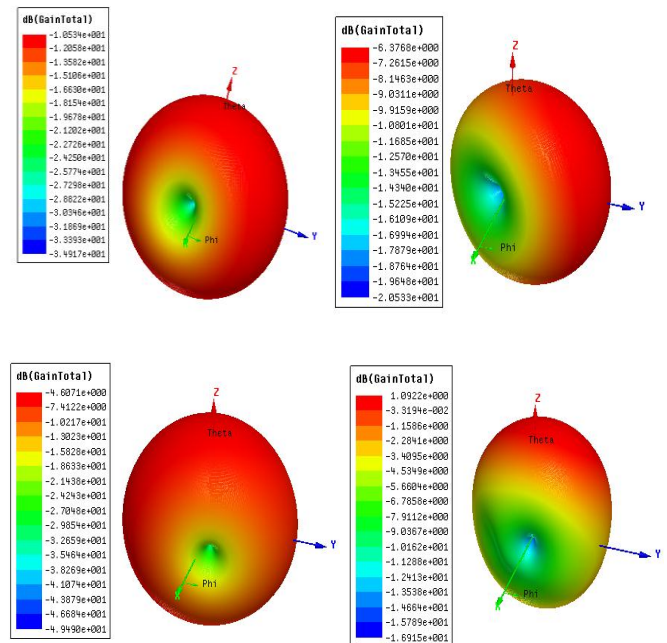 dB(GainTotal)
-1.0534e+001
-1.2058e+001
-1.3582e+001
-1.5106e+001
-1.6630e+001
-1.8154e+001
-1.9678e+001
-2.1202e+001
-2.2726e+001
-2.4250e+001
-2.5774e+001
-2.7298e+001
-2.8822e+001
-3.0346e+001
-3.1869e+001
-3.3393e+001
-3.4917e+001
Z
Theta
Phi
Y
X
dB(GainTotal)
-6.3768e+000
-7.2615e+000
-8.1463e+000
-9.0311e+000
-9.9159e+000
-1.0801e+001
-1.1685e+001
-1.2570e+001
-1.3455e+001
-1.4340e+001
-1.5225e+001
-1.6109e+001
-1.6994e+001
-1.7879e+001
-1.8764e+001
-1.9648e+001
-2.0533e+001
Z
Theta
Phi
Y
X
dB(GainTotal)
-4.6071e+000
-7.4122e+000
-1.0217e+001
-1.3023e+001
-1.5828e+001
-1.8633e+001
-2.1438e+001
-2.4243e+001
-2.7048e+001
-2.9854e+001
-3.2659e+001
-3.5464e+001
-3.8269e+001
-4.1074e+001
-4.3879e+001
-4.6684e+001
-4.9490e+001
Z
Theta
Phi
Y
X
dB(GainTotal)
1.0922e+000
-3.3194e-002
-1.1586e+000
-2.2841e+000
-3.4095e+000
-4.5349e+000
-5.6604e+000
-6.7858e+000
-7.9112e+000
-9.0367e+000
-1.0162e+001
-1.1288e+001
-1.2413e+001
-1.3538e+001
-1.4664e+001
-1.5789e+001
-1.6915e+001
Z
Theta
Phi
Y
X